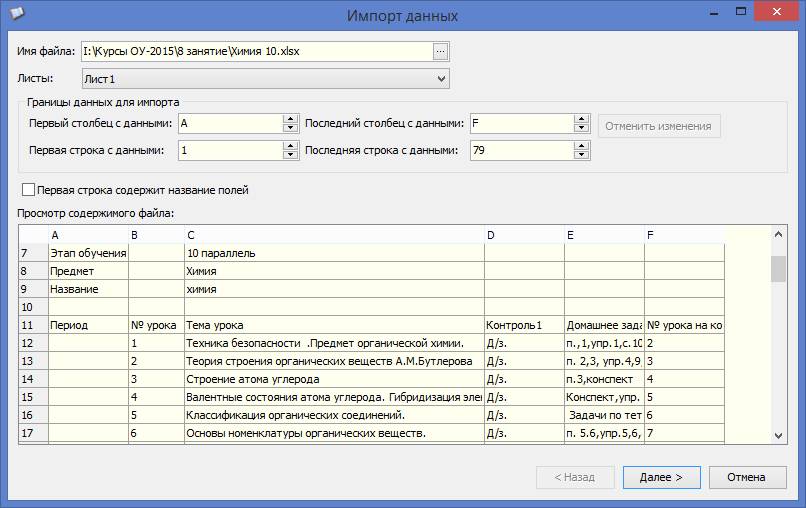 Импорт данных
Имя файла: I:\Курсы ОУ-2015\8 занятие\Химия 10.xlsx ...
Листы: Лист1
Границы данных для импорта
Первый столбец с данными: A Последний столбец с данными: F Отменить изменения
Первая строка с данными: 1 Последняя строка с данными: 79
Первая строка содержит название полей
Просмотр содержимого файла:
A B C D E F
7 Этап обучения 10 параллель
8 Предмет Химия
9 Название химия
10
11 Период № урока Тема урока Контроль1 Домашнее зада № урока на ко
12 1 Техника безопасности .Предмет органической химии. Д/з. п.,1,упр.1,с.10 2
13 2 Теория строения органических веществ А.М.Бутлерова Д/з. п. 2,3, упр.4,9, 3
14 3 Строение атома углерода Д/з. п.3,конспект 4
15 4 Валентные состояния атома углерода. Гибридизация эле Д/з. Конспект,упр. 5
16 5 Классификация органических соединений. Д/з. Задачи по тет 6
17 6 Основы номенклатуры органических веществ. Д/з. п. 5.6,упр.5,6, 7
< Назад Далее > Отмена